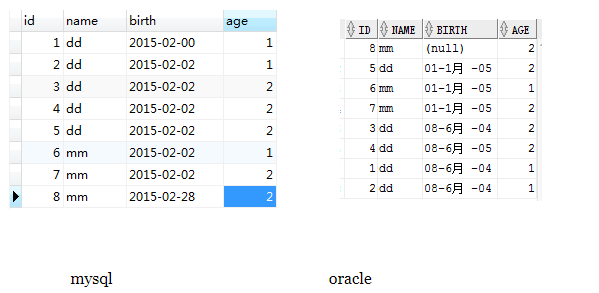 id name birth age
1 dd 2015-02-00 1
2 dd 2015-02-02 1
3 dd 2015-02-02 2
4 dd 2015-02-02 2
5 dd 2015-02-02 2
6 mm 2015-02-02 1
7 mm 2015-02-02 2
8 mm 2015-02-28 2
mysql
ID NAME BIRTH AGE
8 mm (null) 2
5 dd 01-1月 -05 2
6 mm 01-1月 -05 1
7 mm 01-1月 -05 2
3 dd 08-6月 -04 2
4 dd 08-6月 -05 2
1 dd 08-6月 -04 1
2 dd 08-6月 -04 1
oracle